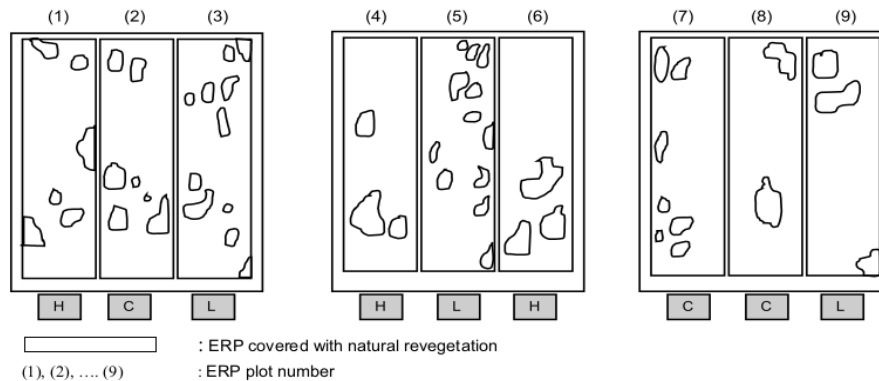 (1) (2) (3) (4) (5) (6) (7) (8) (9)
H C L H L H C C L
: ERP covered with natural revegetation
(1), (2), .... (9) : ERP plot number